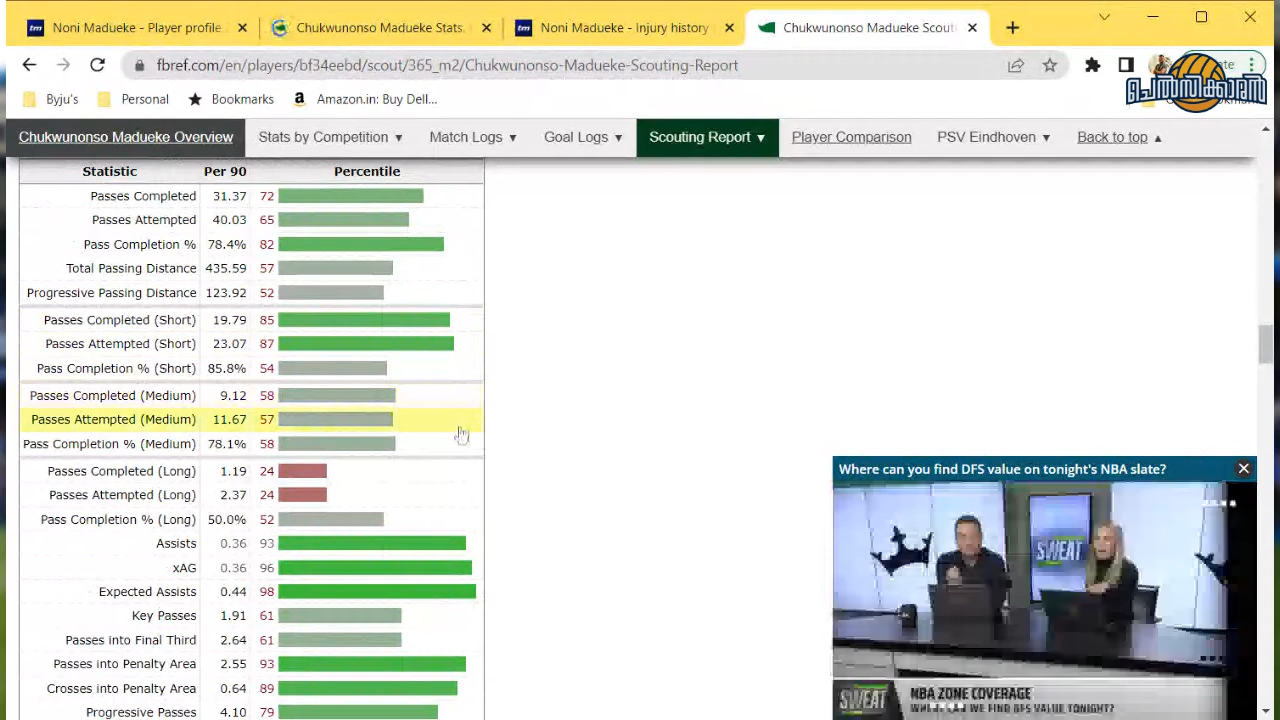 Noni Madueke - Player profile
Chukwunonso Madueke Stats,
Noni Madueke - Injury history
Chukwunonso Madueke Scout
fbref.com/en/players/bf34eebd/scout/365_m2/Chukwunonso-Madueke-Scouting-Report
Byju's
Personal
Bookmarks
Amazon.in: Buy Dell...
ചെൽസിക്കാരൻ
Chukwunonso Madueke Overview
Stats by Competition ▼
Match Logs ▼
Goal Logs ▼
Scouting Report ▼
Player Comparison
PSV Eindhoven ▼
Back to top ▲
Statistic Per 90 Percentile
Passes Completed 31.37 72
Passes Attempted 40.03 65
Pass Completion % 78.4% 82
Total Passing Distance 435.59 57
Progressive Passing Distance 123.92 52
Passes Completed (Short) 19.79 85
Passes Attempted (Short) 23.07 87
Pass Completion % (Short) 85.8% 54
Passes Completed (Medium) 9.12 58
Passes Attempted (Medium) 11.67 57
Pass Completion % (Medium) 78.1% 58
Passes Completed (Long) 1.19 24
Passes Attempted (Long) 2.37 24
Pass Completion % (Long) 50.0% 52
Assists 0.36 93
xAG 0.36 96
Expected Assists 0.44 98
Key Passes 1.91 61
Passes into Final Third 2.64 61
Passes into Penalty Area 2.55 93
Crosses into Penalty Area 0.64 89
Progressive Passes 4.10 79
Where can you find DFS value on tonight's NBA slate?
SWEAT
SWEAT
NBA ZONE COVERAGE
WHERE CAN WE FIND DFS VALUE TONIGHT?